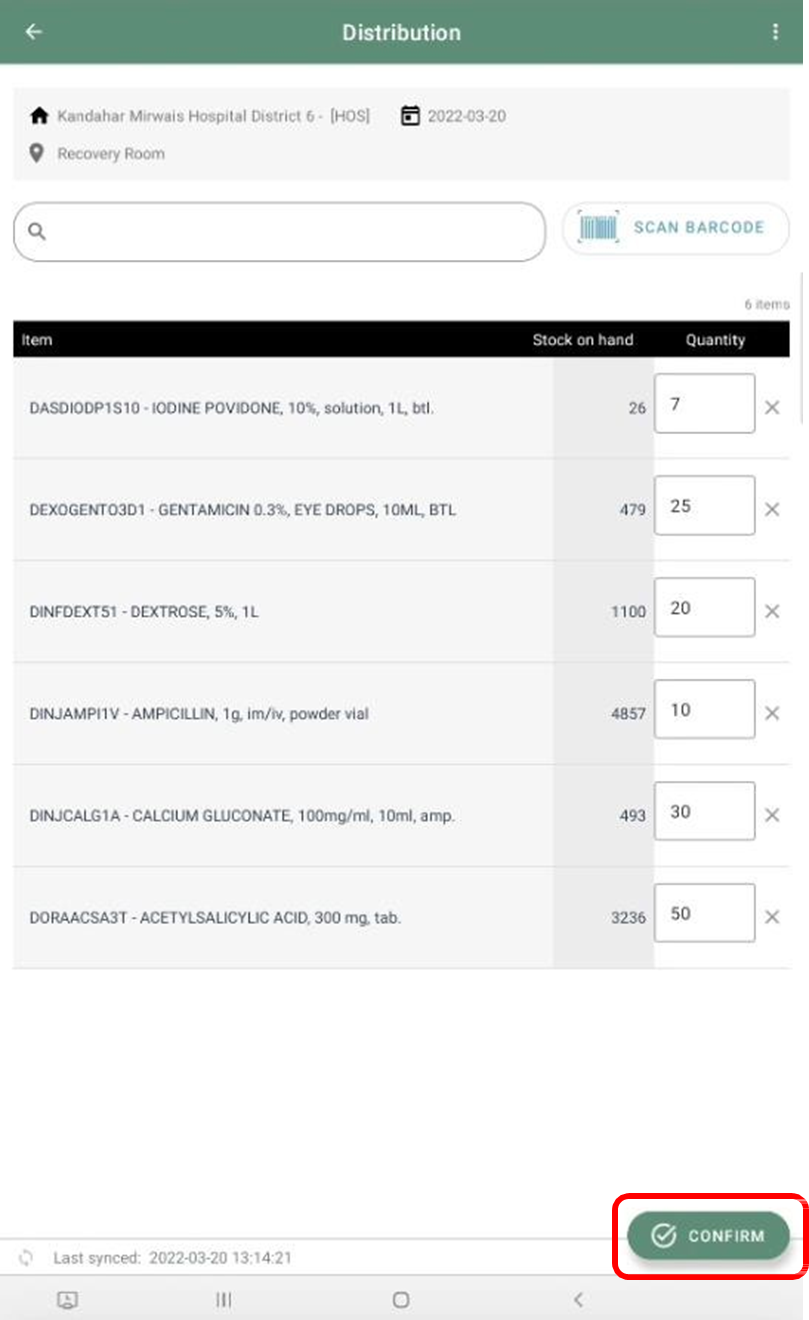 Distribution
Kandahar Mirwais Hospital District 6 - [HOS] 2022-03-20
Recovery Room
SCAN BARCODE
6 items
Item Stock on hand Quantity
DASDIODP1S10 - IODINE POVIDONE, 10%, solution, 1L, btl. 26 7
DEXOGENTO3D1 - GENTAMICIN 0.3%, EYE DROPS, 10ML, BTL 479 25
DINFDEXT51 - DEXTROSE, 5%, 1L 1100 20
DINJAMPI1V - AMPICILLIN, 1g, im/iv, powder vial 4857 10
DINJCALG1A - CALCIUM GLUCONATE, 100mg/ml, 10ml, amp. 493 30
DORAACSA3T - ACETYLSALICYLIC ACID, 300 mg, tab. 3236 50
CONFIRM
Last synced: 2022-03-20 13:14:21